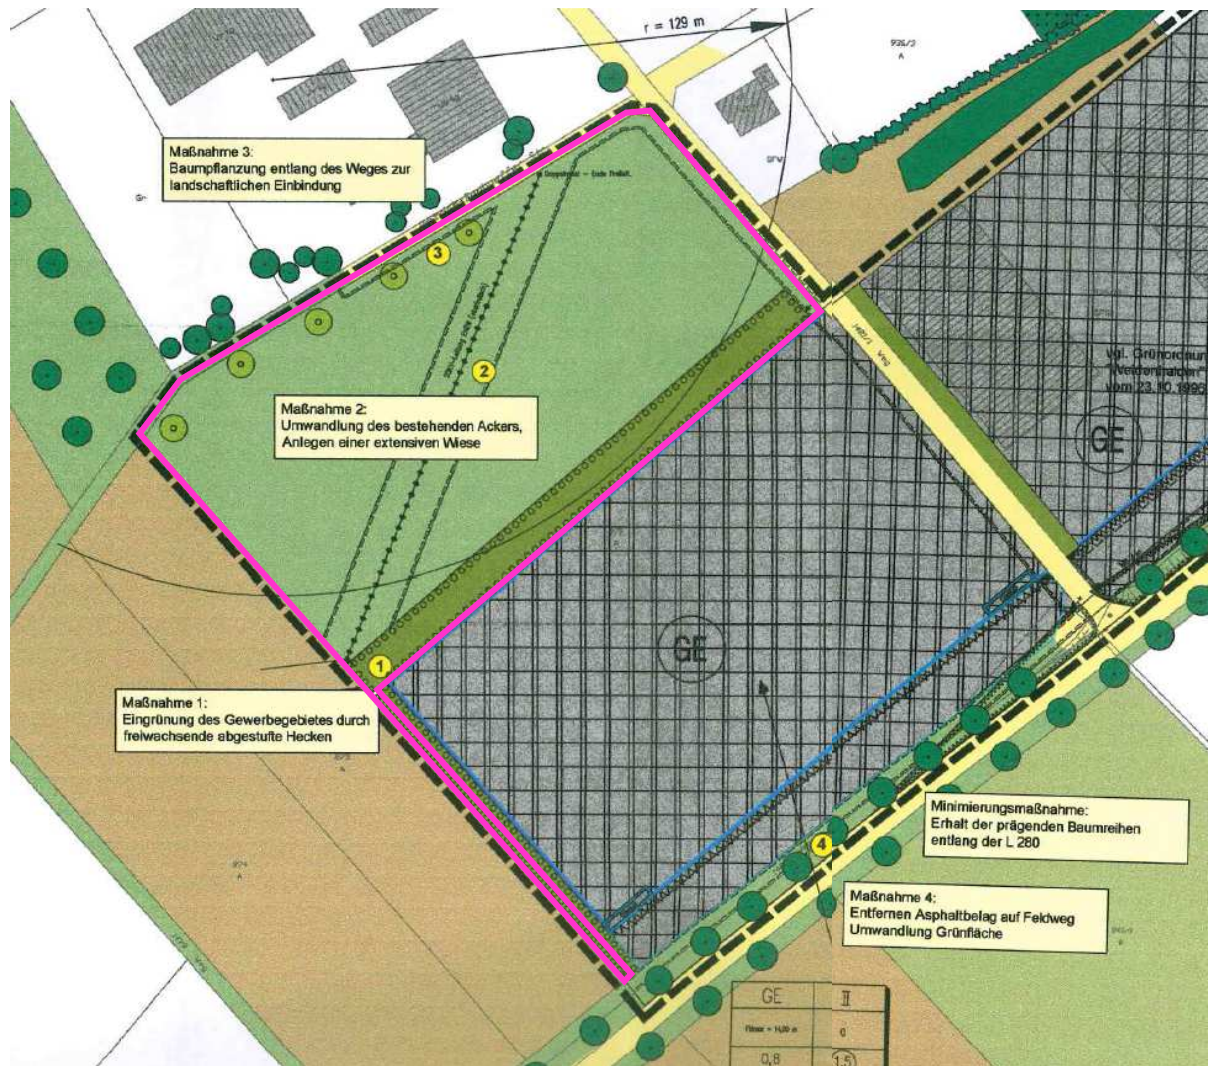 r = 129 m
936/3
A
Maßnahme 3:
Baumpflanzung entlang des Weges zur
landschaftlichen Einbindung
3
2
Maßnahme 2:
Umwandlung des bestehenden Ackers,
Anlegen einer extensiven Wiese
vgl. Grünordnun
"Weidenhalden"
vom 23.10.1995
GE
GE
1
Maßnahme 1:
Eingrünung des Gewerbegebietes durch
freiwachsende abgestufte Hecken
Minimierungsmaßnahme:
Erhalt der prägenden Baumreihen
entlang der L 280
4
Maßnahme 4:
Entfernen Asphaltbelag auf Feldweg
Umwandlung Grünfläche
A
GE II
0,8 1,5